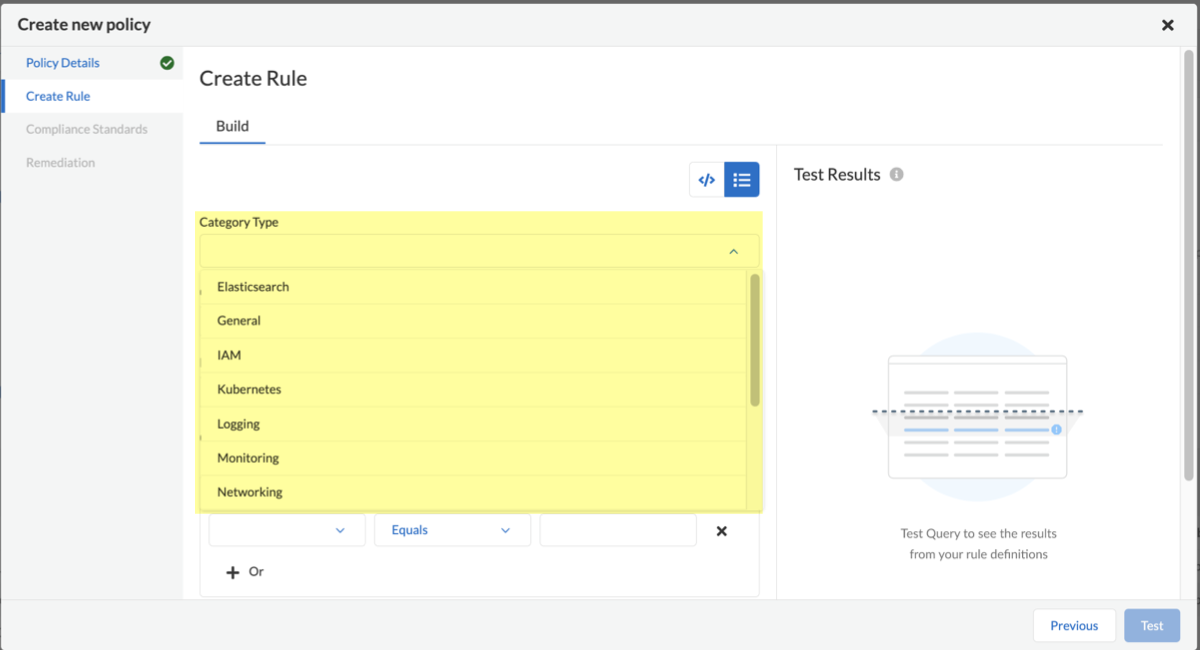 Create new policy
Policy Details
Create Rule
Compliance Standards
Remediation
Create Rule
Build
</>
Category Type
Elasticsearch
General
IAM
Kubernetes
Logging
Monitoring
Networking
Equals
Or
Test Results
Test Query to see the results
from your rule definitions
Previous
Test